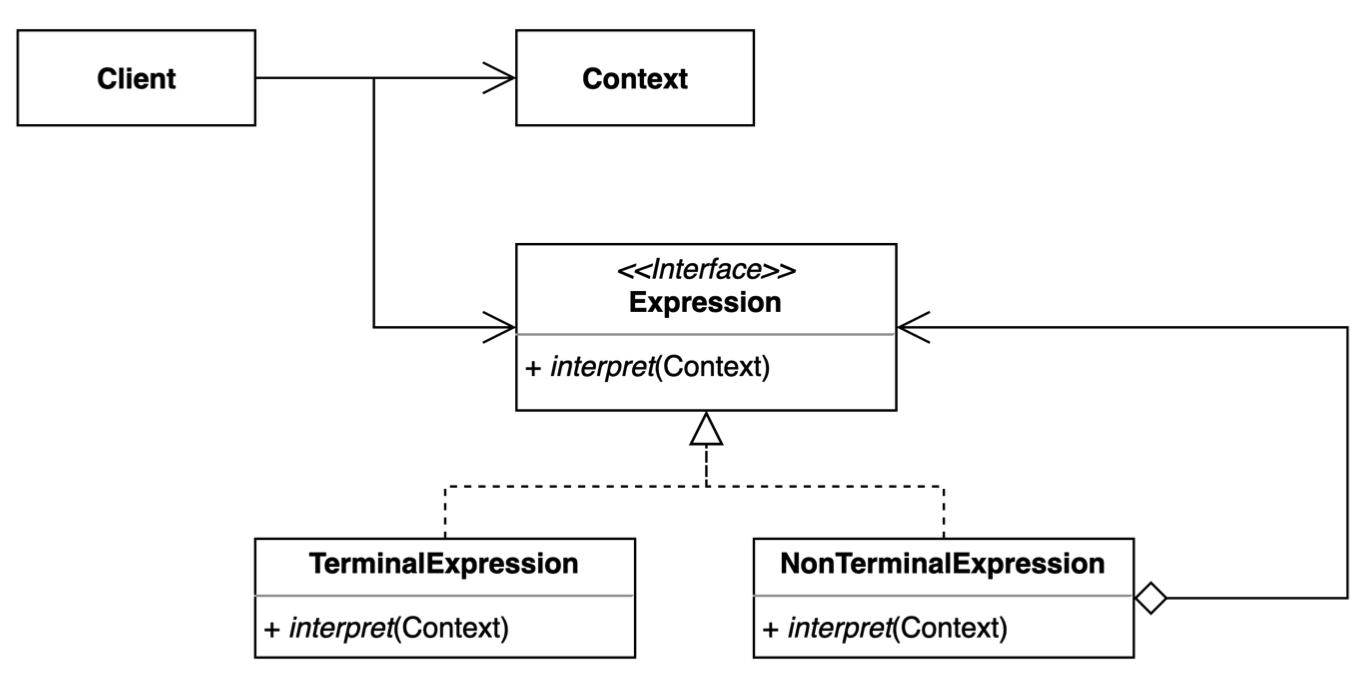 Client
Context
<<Interface>>
Expression
+ interpret(Context)
TerminalExpression
+ interpret(Context)
NonTerminalExpression
+ interpret(Context)